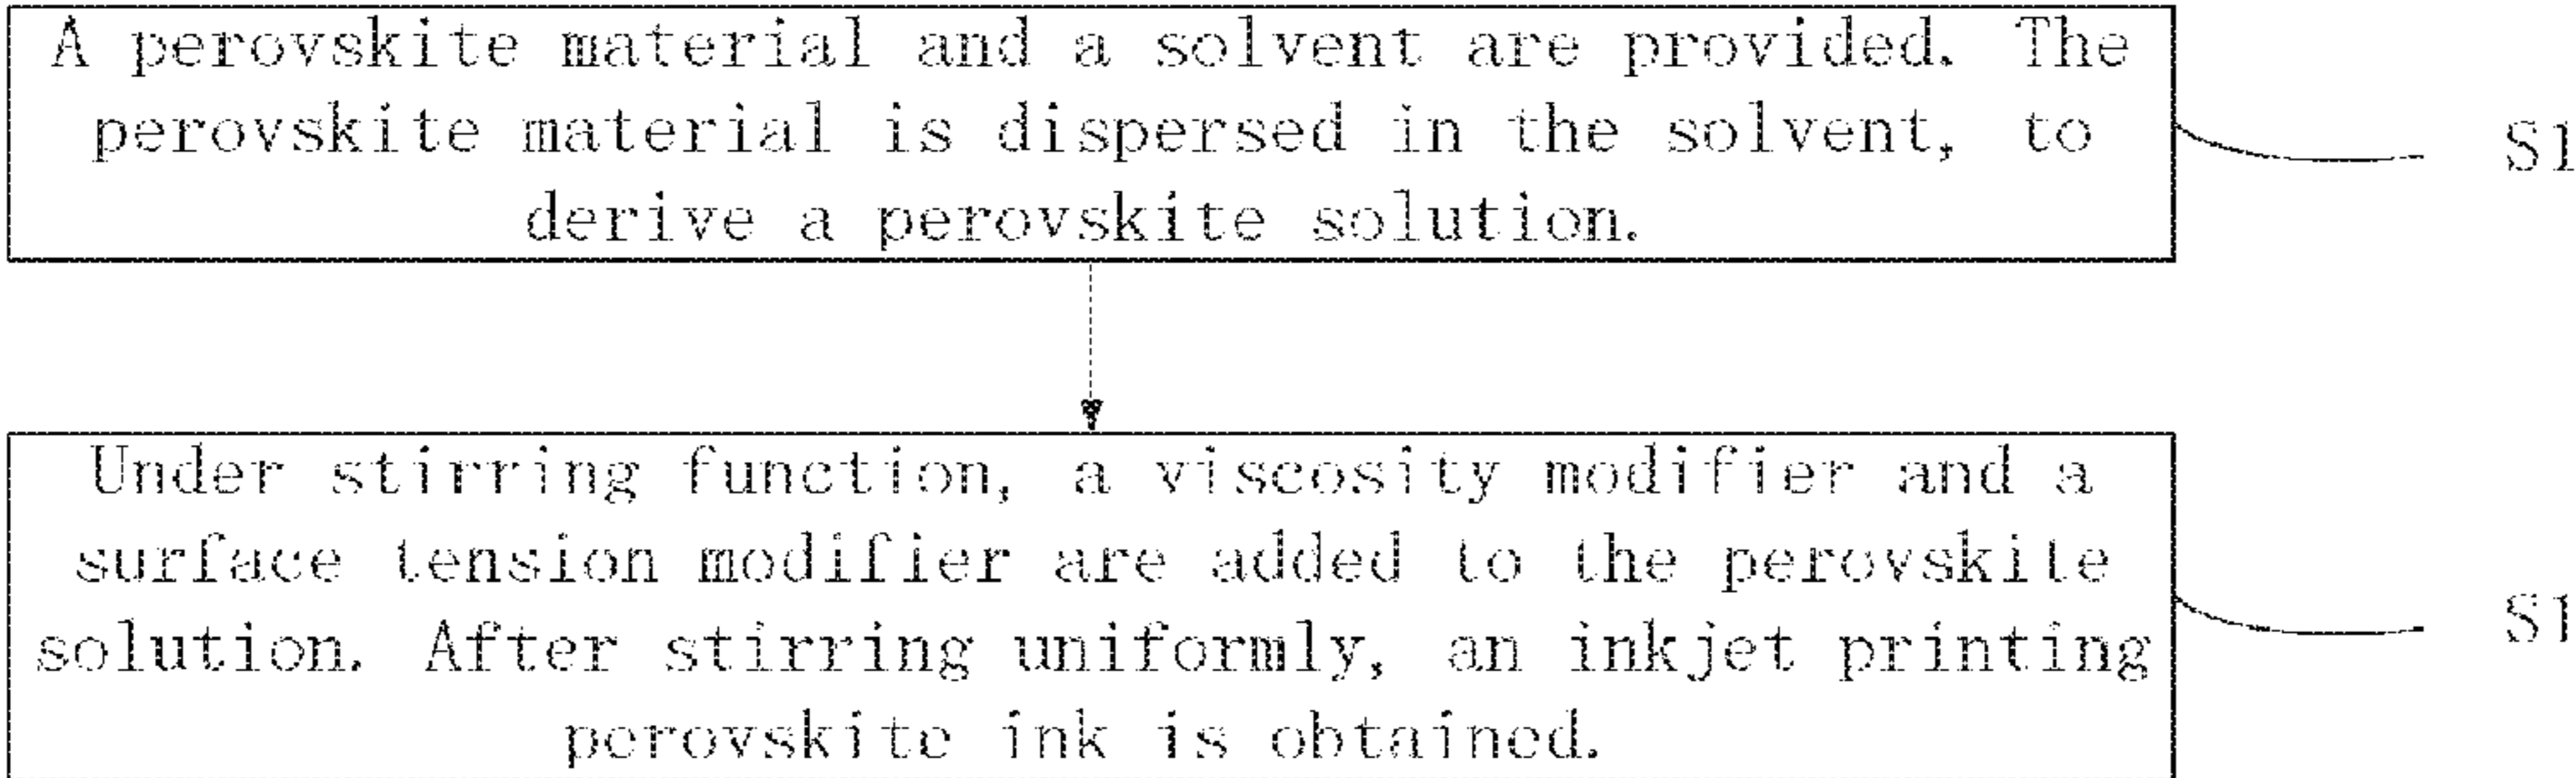 A perovskite material and a solvent are provided. The
perovskite material is dispersed in the solvent, to
derive a perovskite solution.
S1
Under stirring function, a viscosity modifier and a
surface tension modifier are added to the perovskite
solution. After stirring uniformly, an inkjet printing
perovskite ink is obtained.
S1